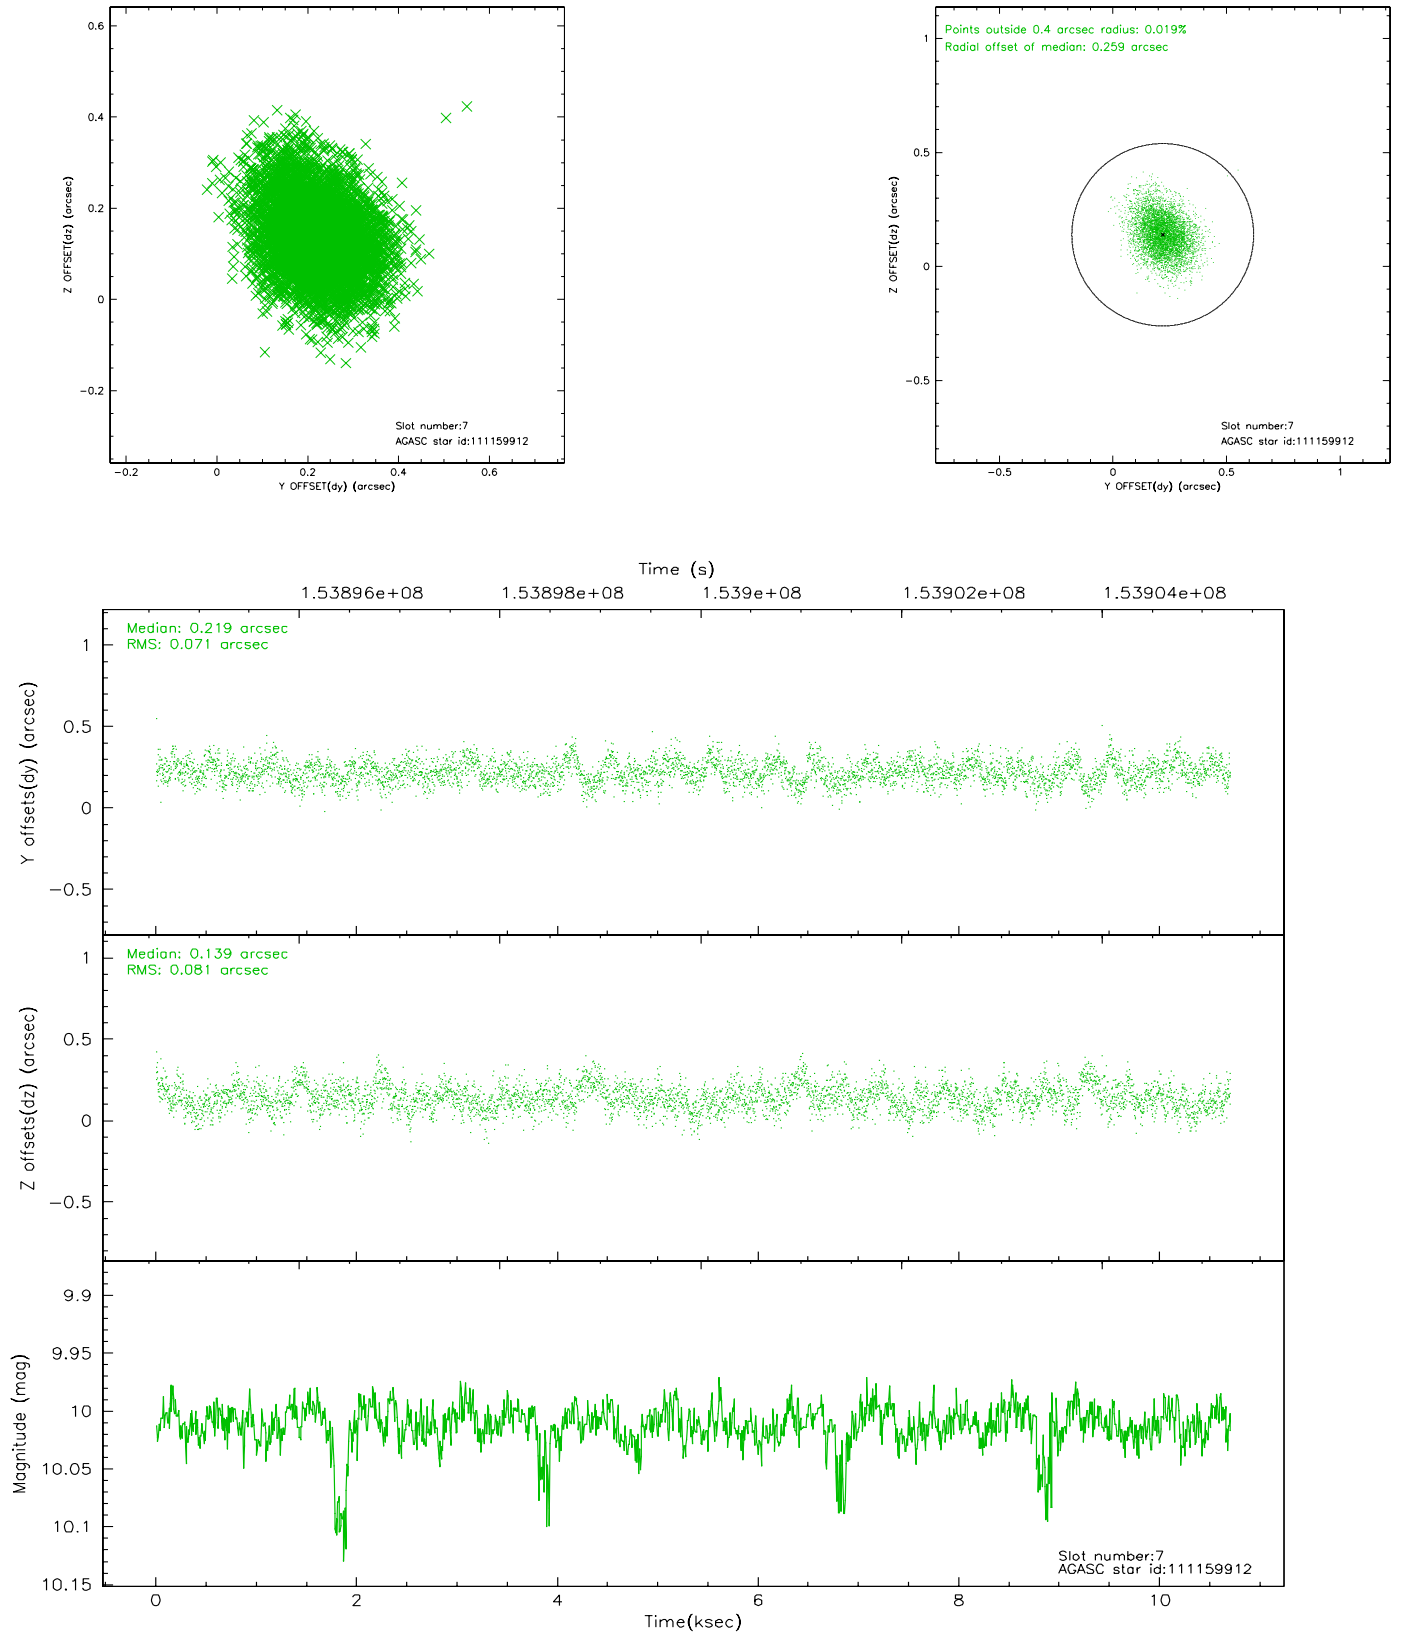 0.6
0.4
0.2
0
−0.2
Z OFFSET(dz) (arcsec)
Slot number:7
AGASC star id:111159912
−0.2 0 0.2 0.4 0.6
Y OFFSET(dy) (arcsec)
Points outside 0.4 arcsec radius: 0.019%
Radial offset of median: 0.259 arcsec
1
0.5
0
−0.5
Z OFFSET(dz) (arcsec)
Slot number:7
AGASC star id:111159912
−0.5 0 0.5 1
Y OFFSET(dy) (arcsec)
Time (s)
1.53896e+08 1.53898e+08 1.539e+08 1.53902e+08 1.53904e+08
Median: 0.219 arcsec
RMS: 0.071 arcsec
1
0.5
0
−0.5
Y offsets(dy) (arcsec)
Median: 0.139 arcsec
RMS: 0.081 arcsec
1
0.5
0
−0.5
Z offsets(dz) (arcsec)
9.9
9.95
10
10.05
10.1
10.15
Magnitude (mag)
Slot number:7
AGASC star id:111159912
0 2 4 6 8 10
Time(ksec)